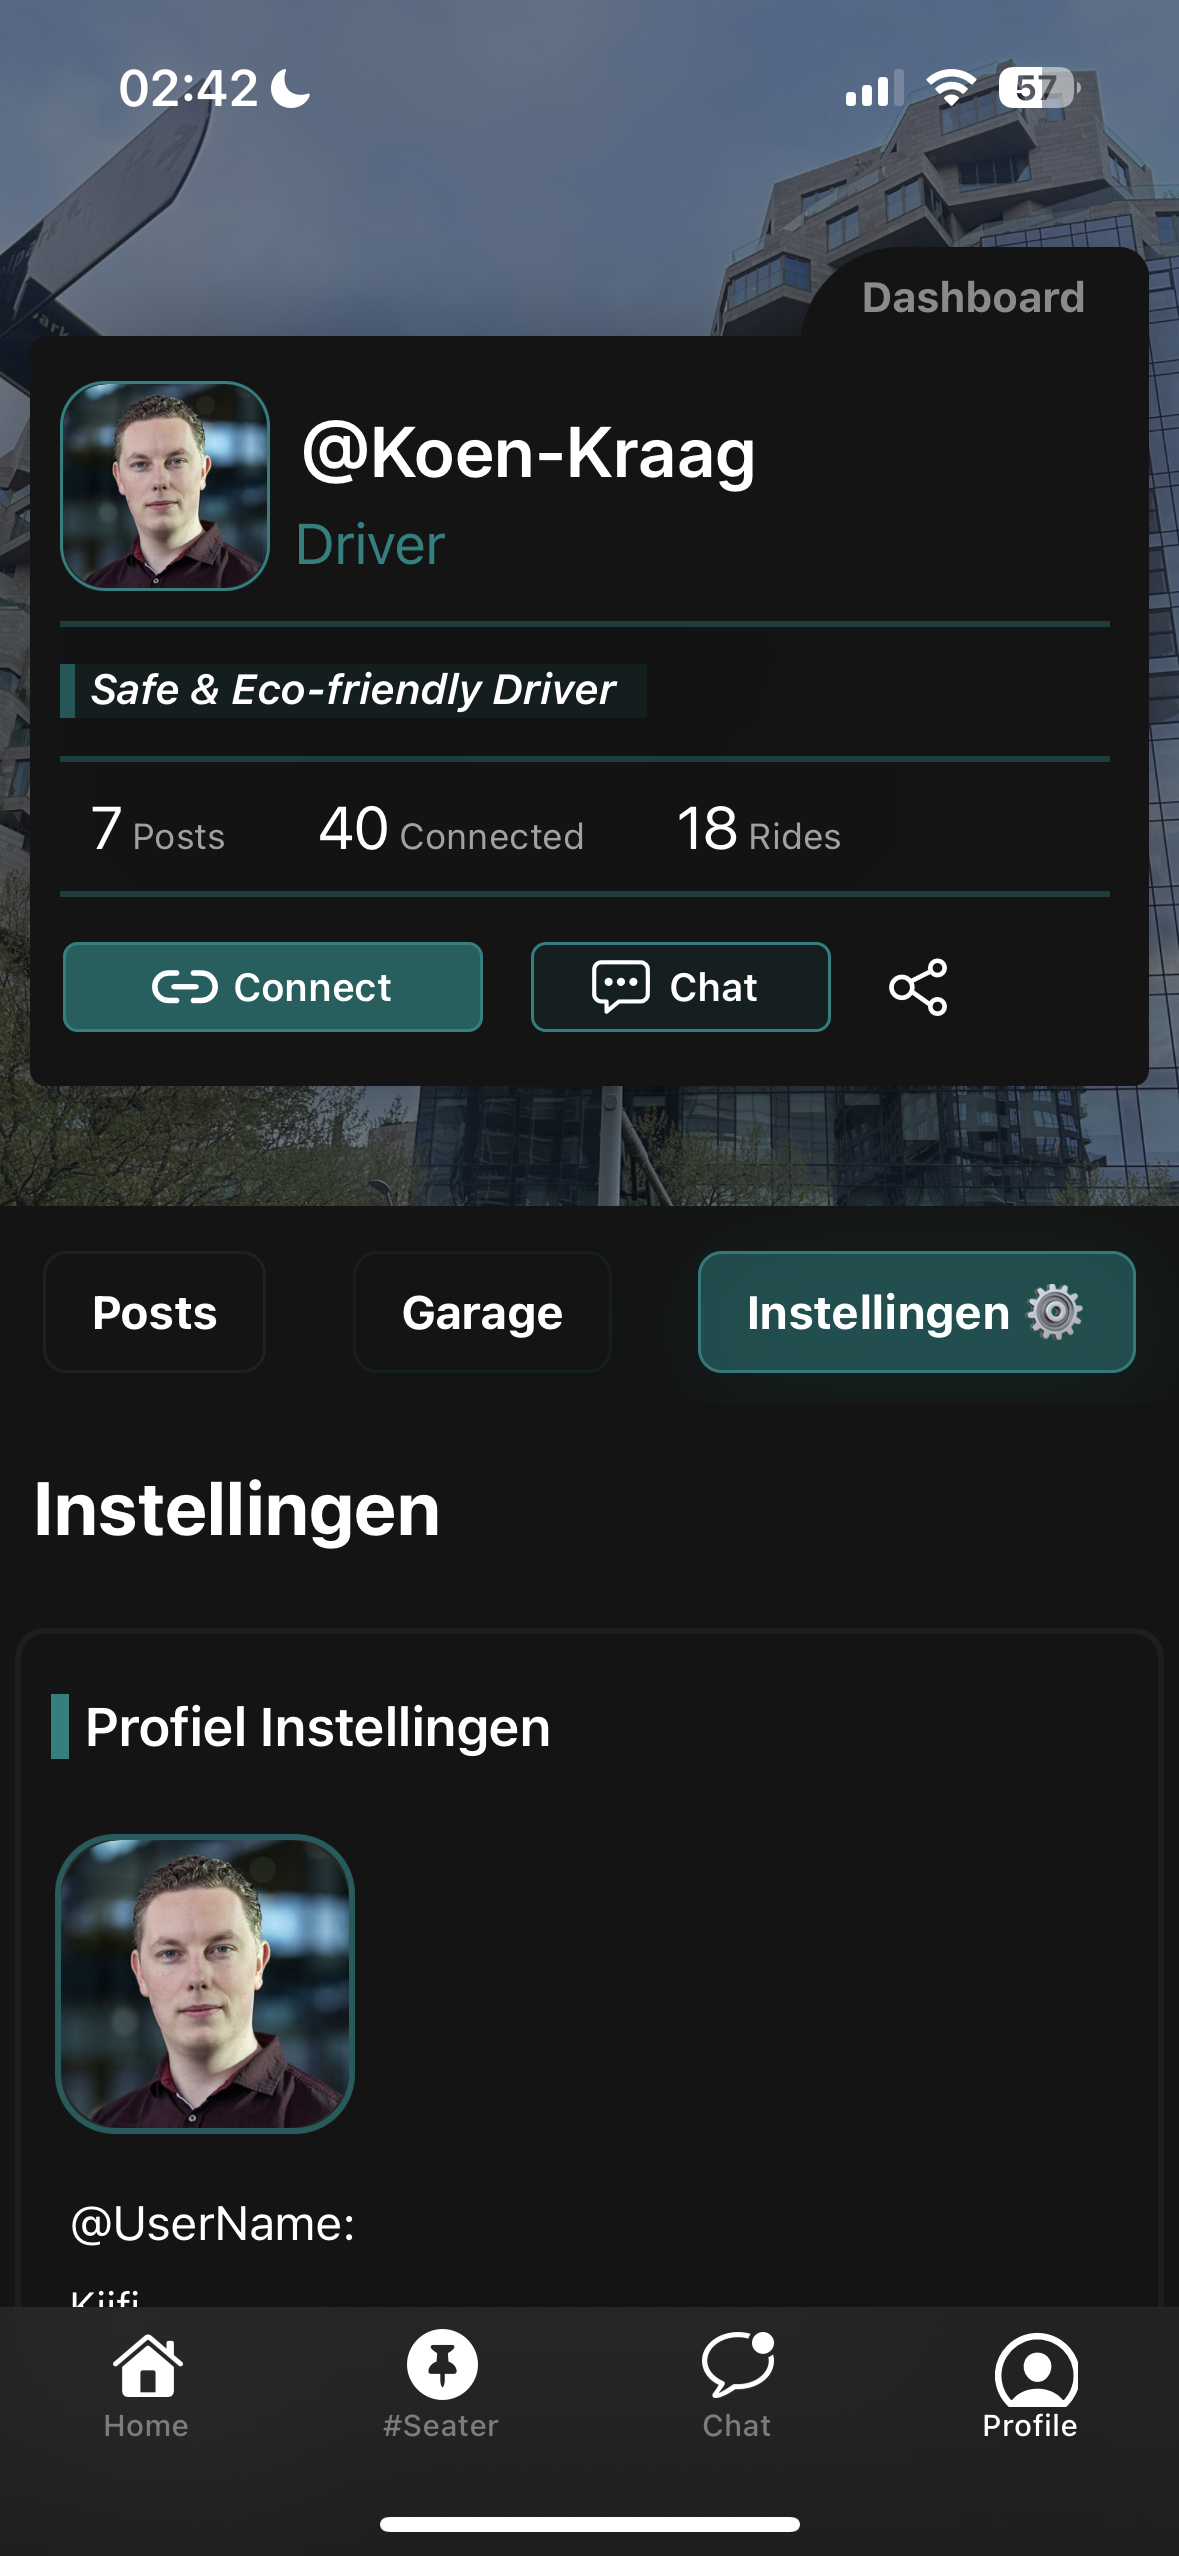 02:42
57
Dashboard
@Koen-Kraag
Driver
Safe & Eco-friendly Driver
7 Posts 40 Connected 18 Rides
Connect Chat
Posts Garage Instellingen
Instellingen
Profiel Instellingen
@UserName:
Home #Seater Chat Profile